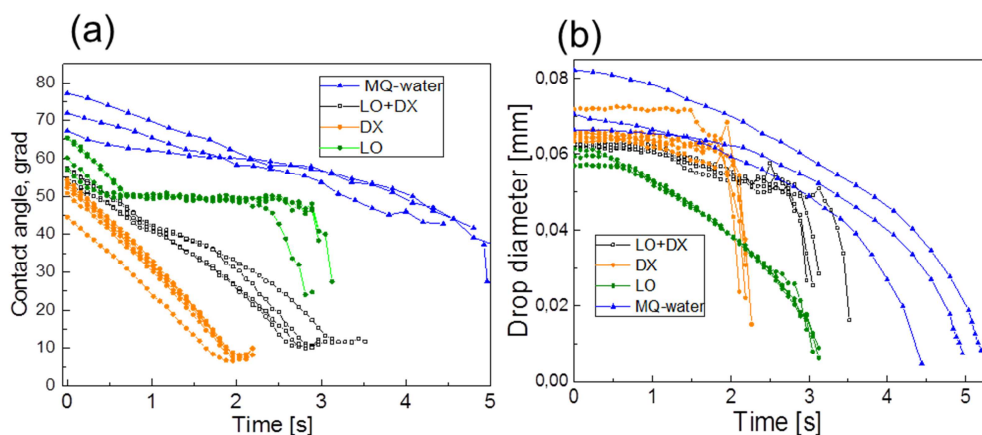 (a)
Contact angle, grad
80
70
60
50
40
30
20
10
0
MQ-water
LO+DX
DX
LO
0
1
2
3
4
5
Time [s]
(b)
Drop diameter [mm]
0,08
0,06
0,04
0,02
0,00
LO+DX
DX
LO
MQ-water
0
1
2
3
4
5
Time [s]